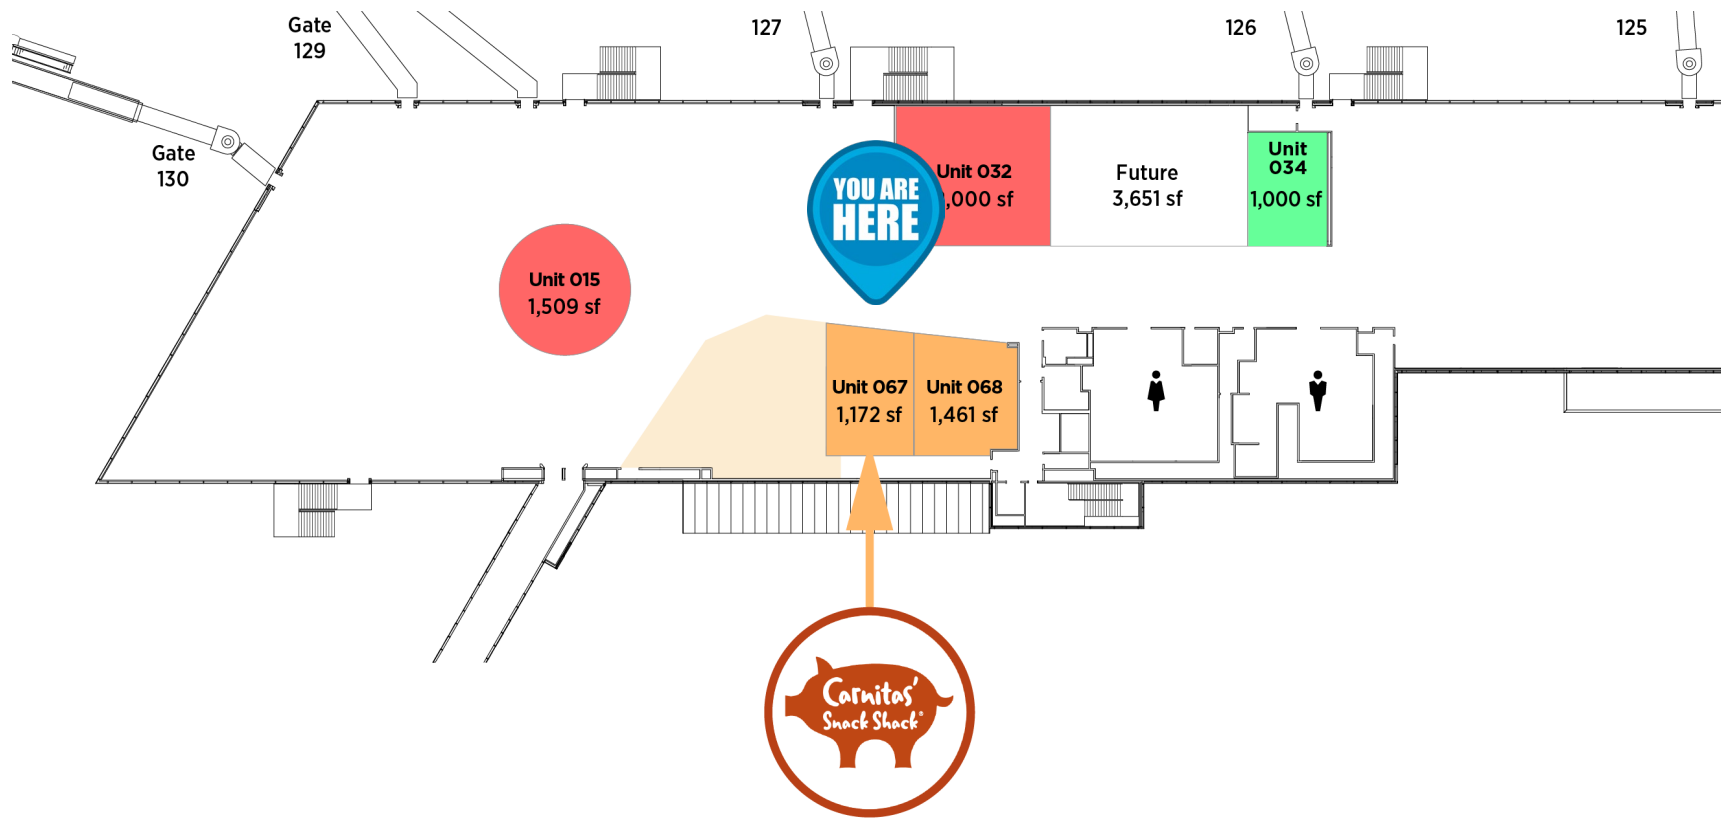 Gate
129
127
126
125
Gate
130
YOU ARE
HERE
Unit 032
,000 sf
Future
3,651 sf
Unit
034
1,000 sf
Unit 015
1,509 sf
Unit 067
1,172 sf
Unit 068
1,461 sf
Carnitas'
Snack Shack®